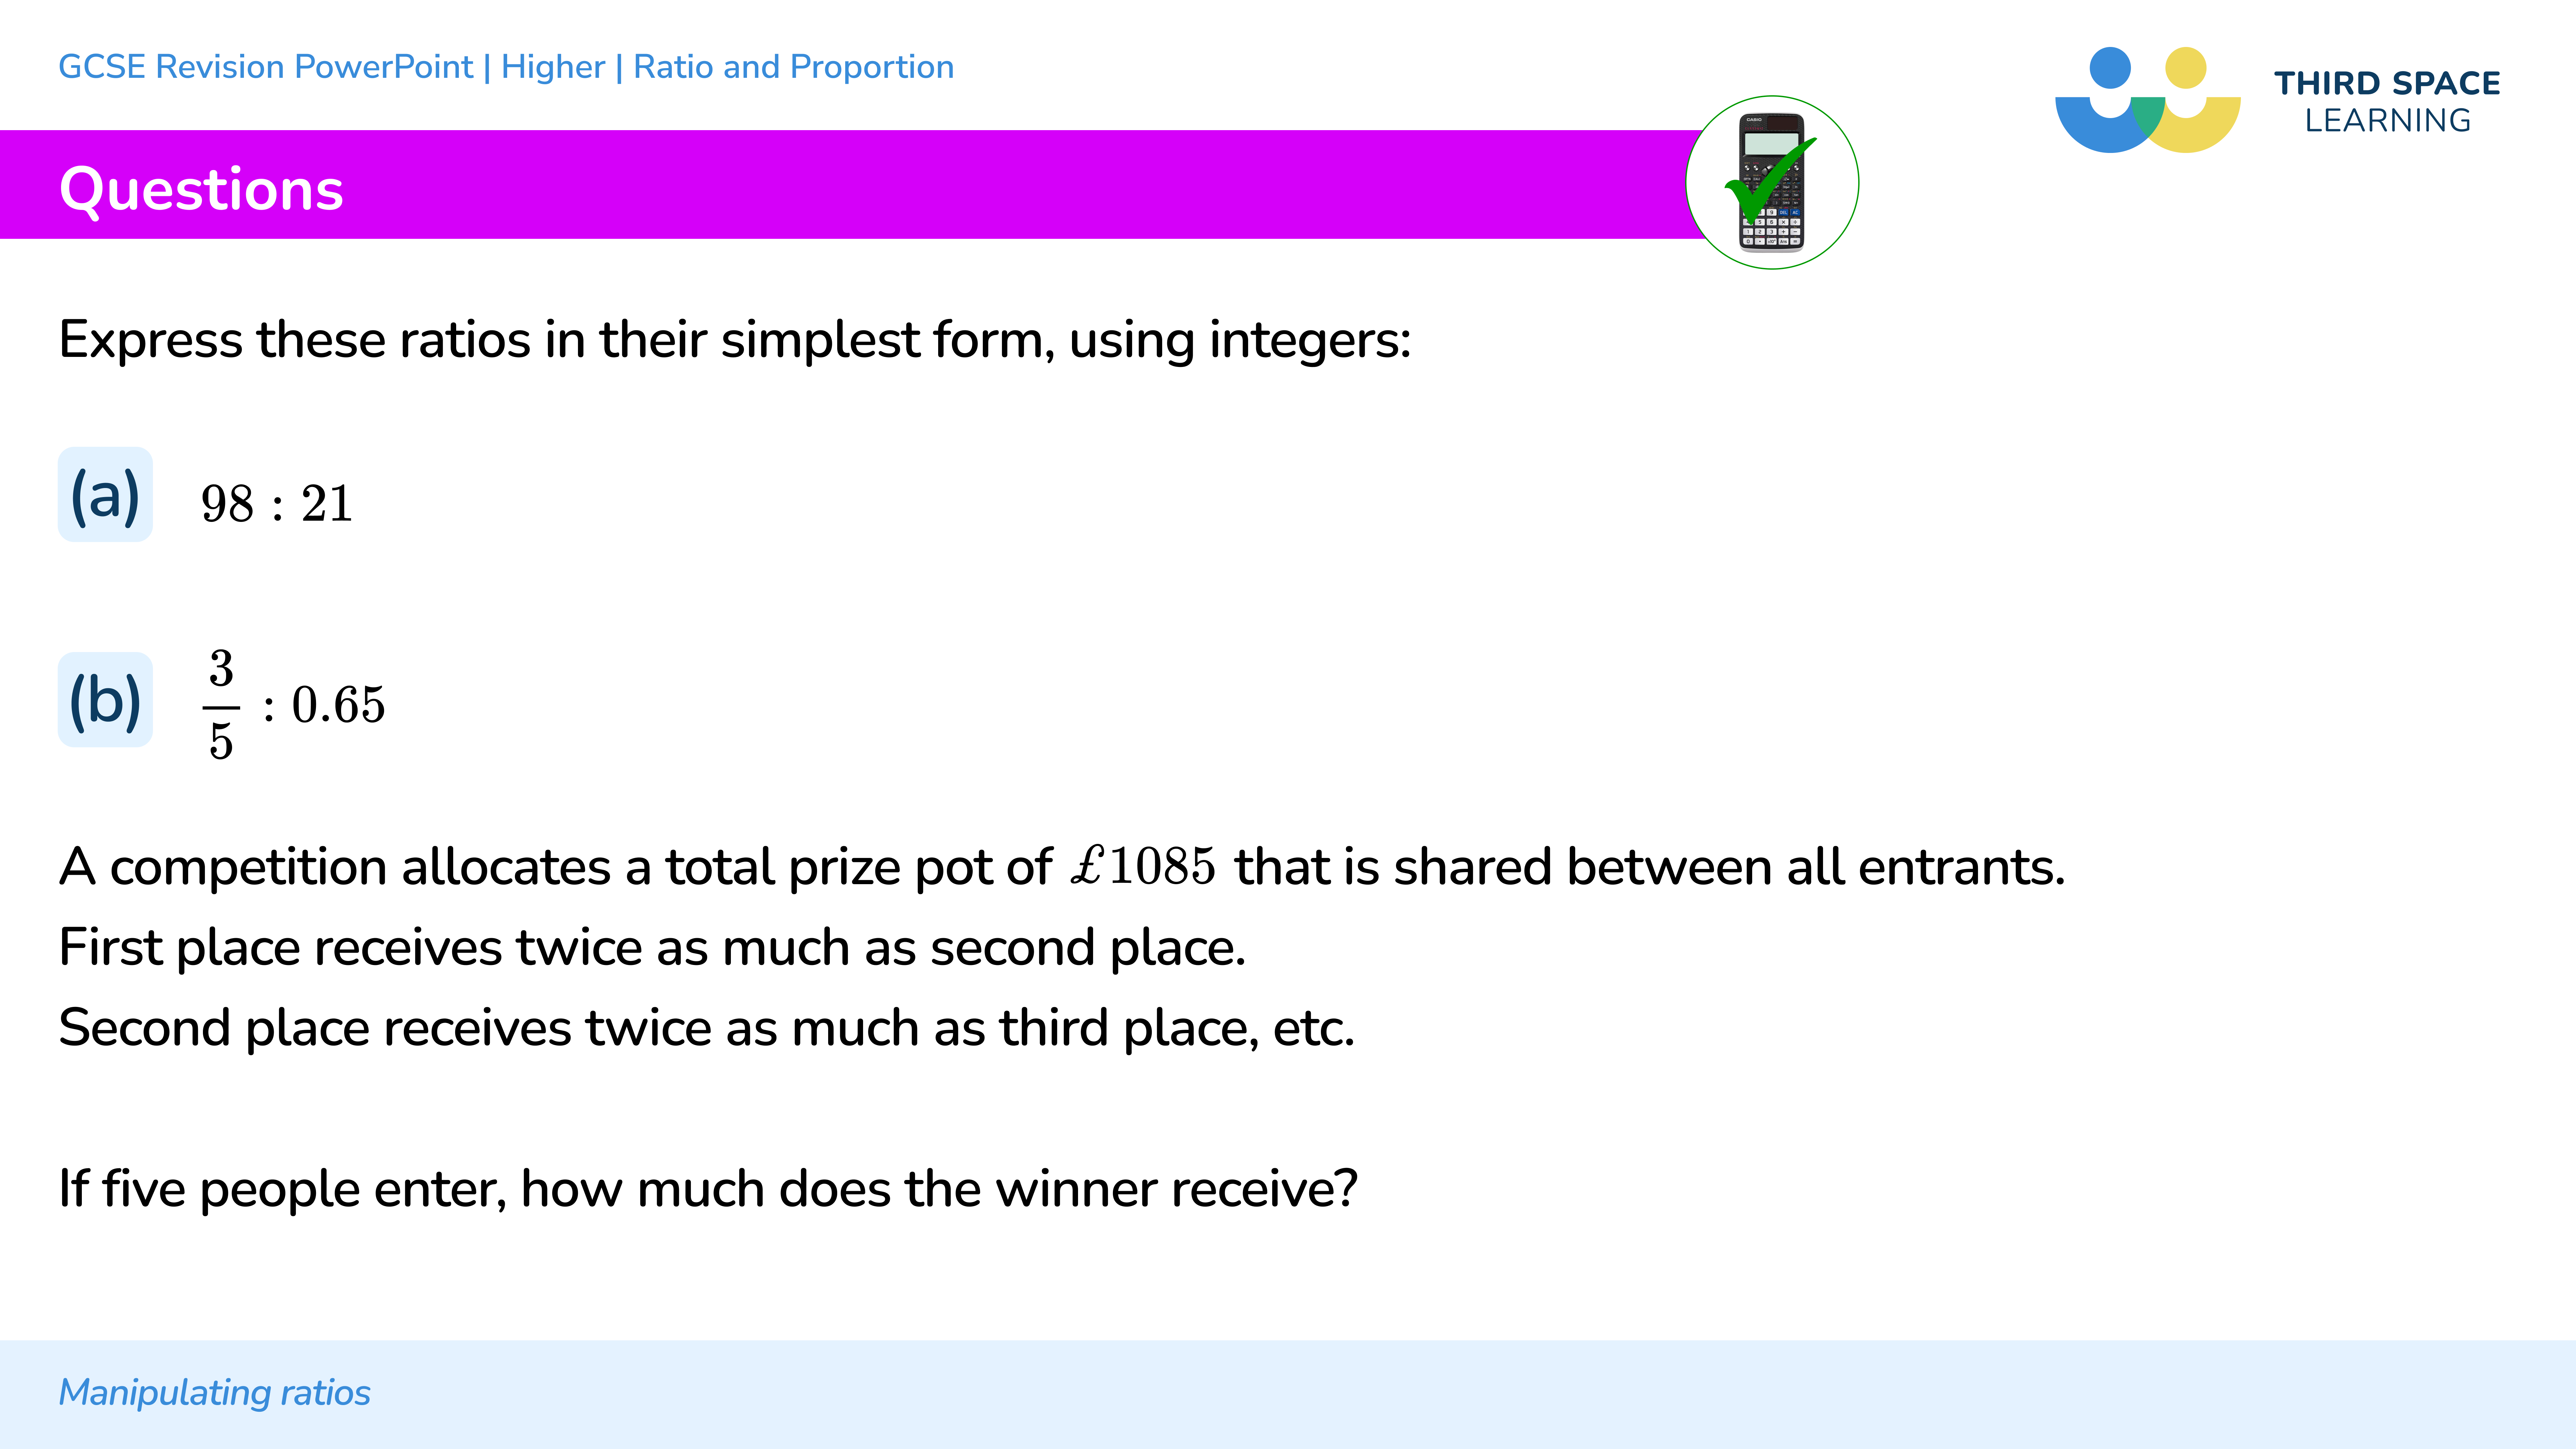 GCSE Revision PowerPoint | Higher | Ratio and Proportion
THIRD SPACE
LEARNING
Questions
CASIO
Express these ratios in their simplest form, using integers:
(a) 98 : 21
(b) 3/5 : 0.65
A competition allocates a total prize pot of £1085 that is shared between all entrants.
First place receives twice as much as second place.
Second place receives twice as much as third place, etc.
If five people enter, how much does the winner receive?
Manipulating ratios